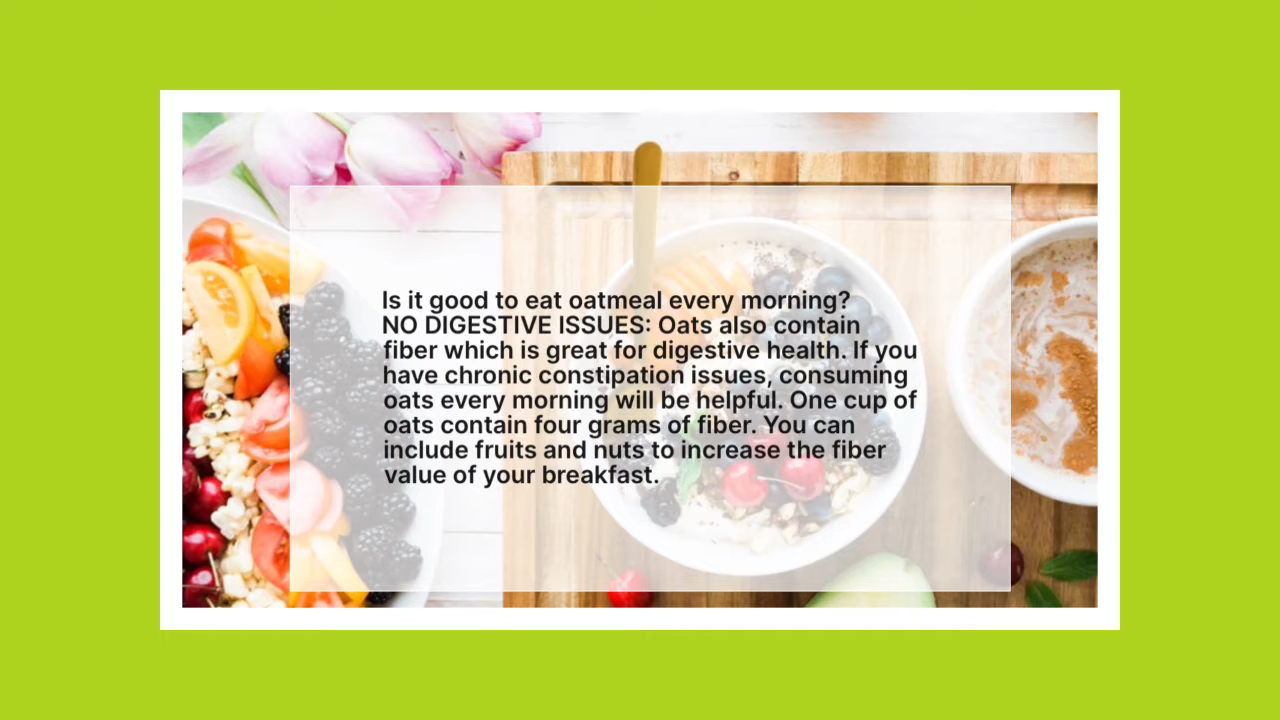 Is it good to eat oatmeal every morning?
NO DIGESTIVE ISSUES: Oats also contain
fiber which is great for digestive health. If you
have chronic constipation issues, consuming
oats every morning will be helpful. One cup of
oats contain four grams of fiber. You can
include fruits and nuts to increase the fiber
value of your breakfast.